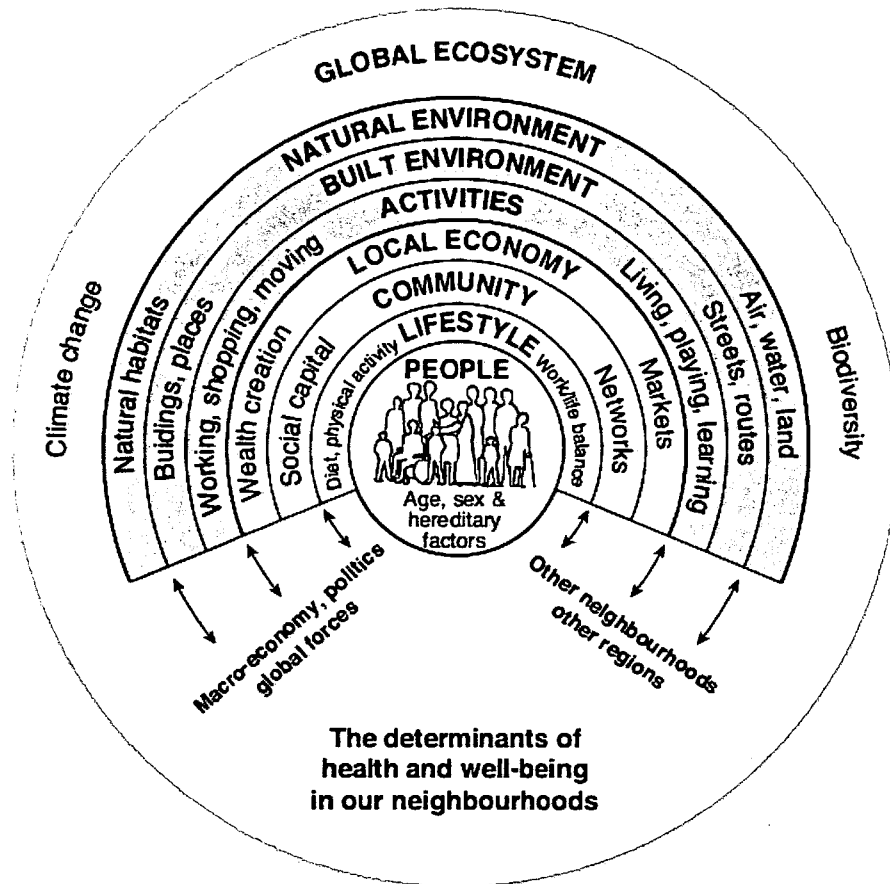 GLOBAL ECOSYSTEM
NATURAL ENVIRONMENT
BUILT ENVIRONMENT
ACTIVITIES
LOCAL ECONOMY
COMMUNITY
LIFESTYLE
PEOPLE
Climate change
Natural habitats
Buidings, places
Working, shopping, moving
Wealth creation
Social capital
Diet, physical activity
work/life balance
Networks
Markets
Living, playing, learning
Streets, routes
Air, water, land
Biodiversity
Age, sex &
hereditary
factors
Macro-economy, politics
global forces
Other neighbourhoods
other regions
The determinants of
health and well-being
in our neighbourhoods